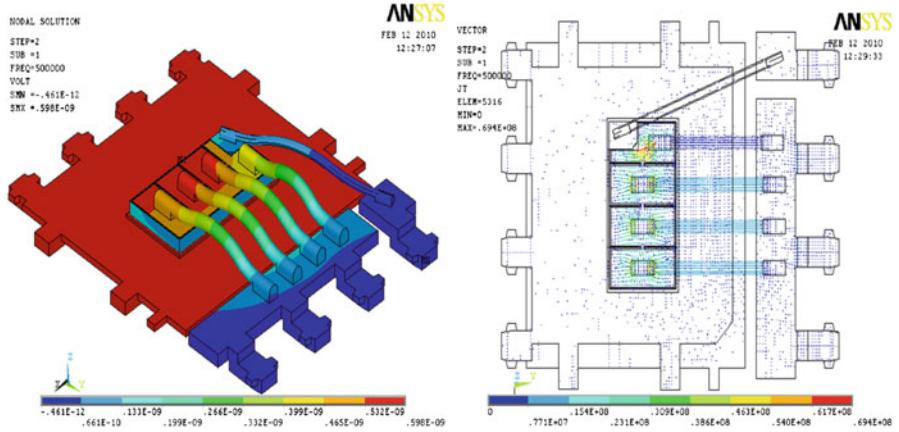 NODAL SOLUTION
STEP=2
SUB =1
FREQ=500000
VOLT
SMN =-.461E-12
SMX =.598E-09
ANSYS
FEB 12 2010
12:27:07
Z
Y
-.461E-12 .133E-09 .266E-09 .399E-09 .532E-09
.661E-10 .199E-09 .332E-09 .465E-09 .598E-09
VECTOR
STEP=2
SUB =1
FREQ=500000
JT
ELEM=5316
MIN=0
MAX=.694E+08
ANSYS
FEB 12 2010
12:29:33
Y
0 .154E+08 .309E+08 .463E+08 .617E+08
.771E+07 .231E+08 .386E+08 .540E+08 .694E+08